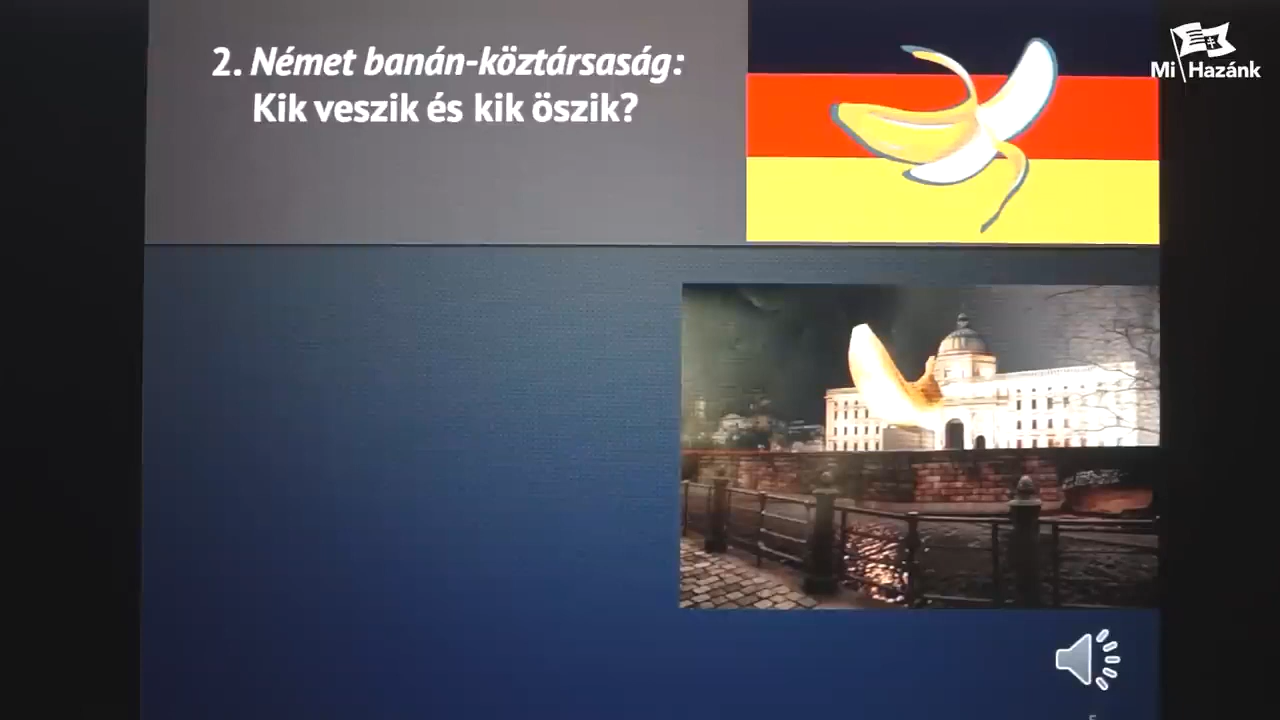 2. Német banán-köztársaság:
Kik veszik és kik öszik?
Mi Hazánk